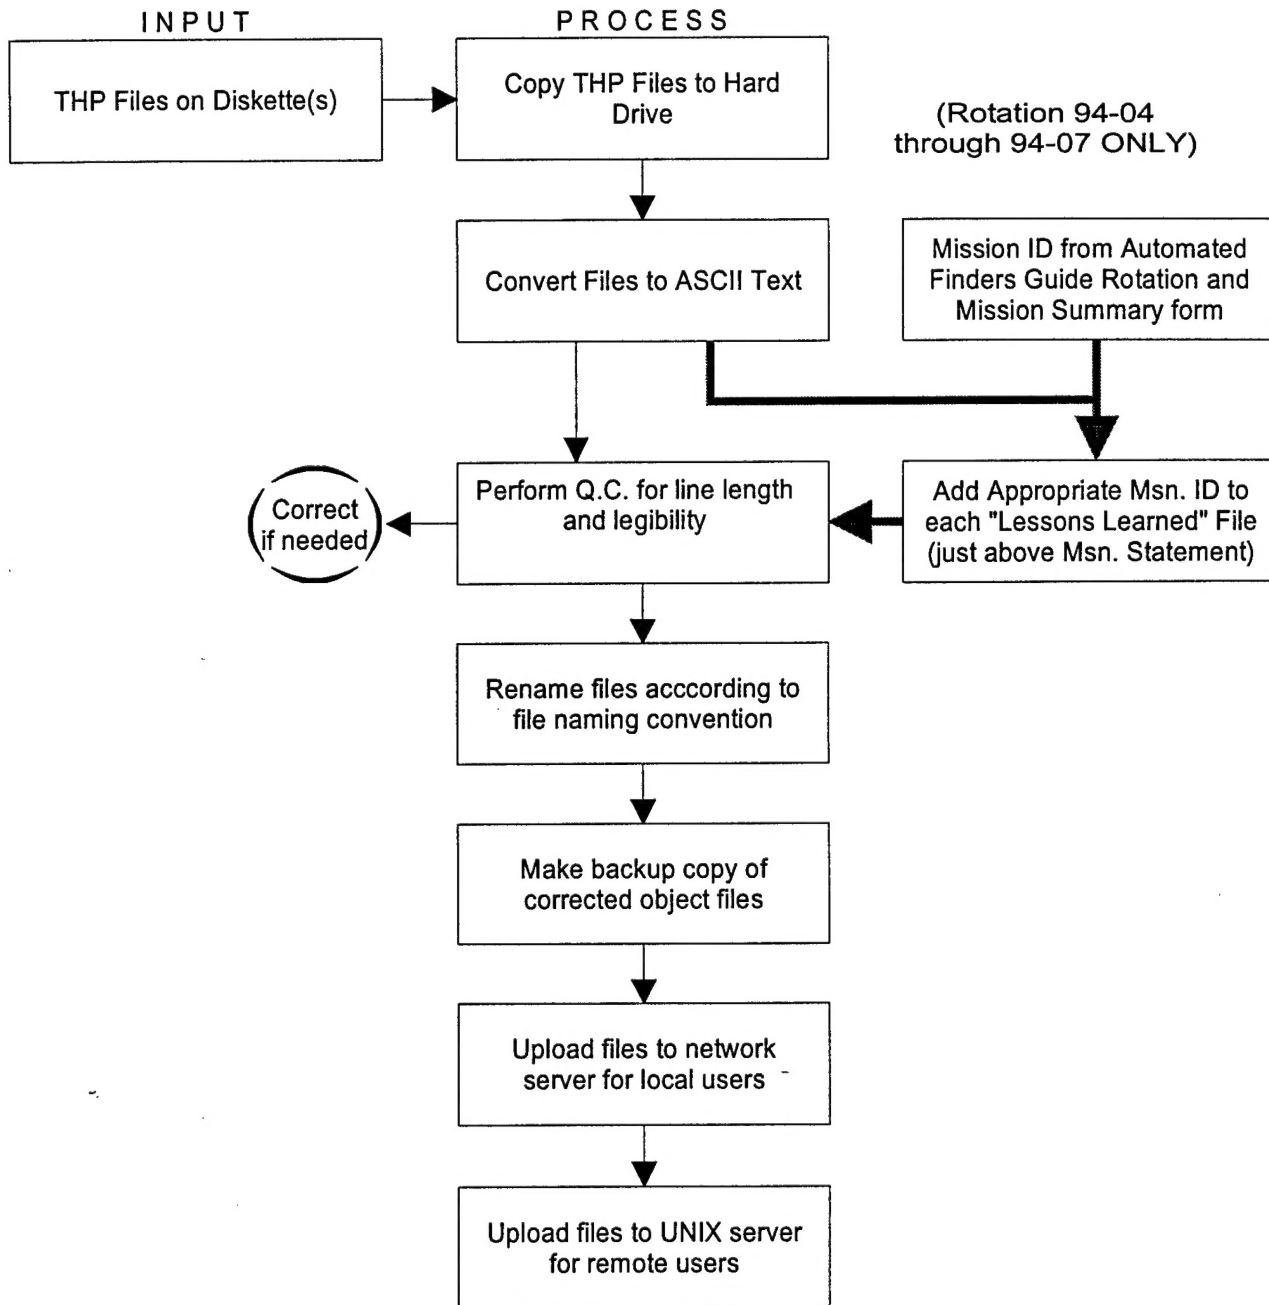 INPUT
PROCESS
THP Files on Diskette(s)
Copy THP Files to Hard
Drive
(Rotation 94-04
through 94-07 ONLY)
Convert Files to ASCII Text
Mission ID from Automated
Finders Guide Rotation and
Mission Summary form
Correct
if needed
Perform Q.C. for line length
and legibility
Add Appropriate Msn. ID to
each "Lessons Learned" File
(just above Msn. Statement)
Rename files acccording to
file naming convention
Make backup copy of
corrected object files
Upload files to network
server for local users
Upload files to UNIX server
for remote users